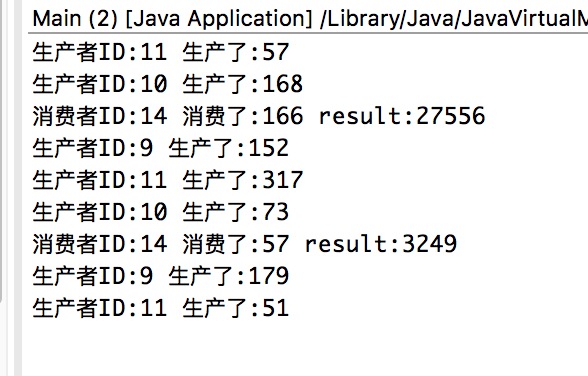 Main (2) [Java Application] /Library/Java/JavaVirtualM
生产者ID:11 生产了:57
生产者ID:10 生产了:168
消费者ID:14 消费了:166 result:27556
生产者ID:9 生产了:152
生产者ID:11 生产了:317
生产者ID:10 生产了:73
消费者ID:14 消费了:57 result:3249
生产者ID:9 生产了:179
生产者ID:11 生产了:51